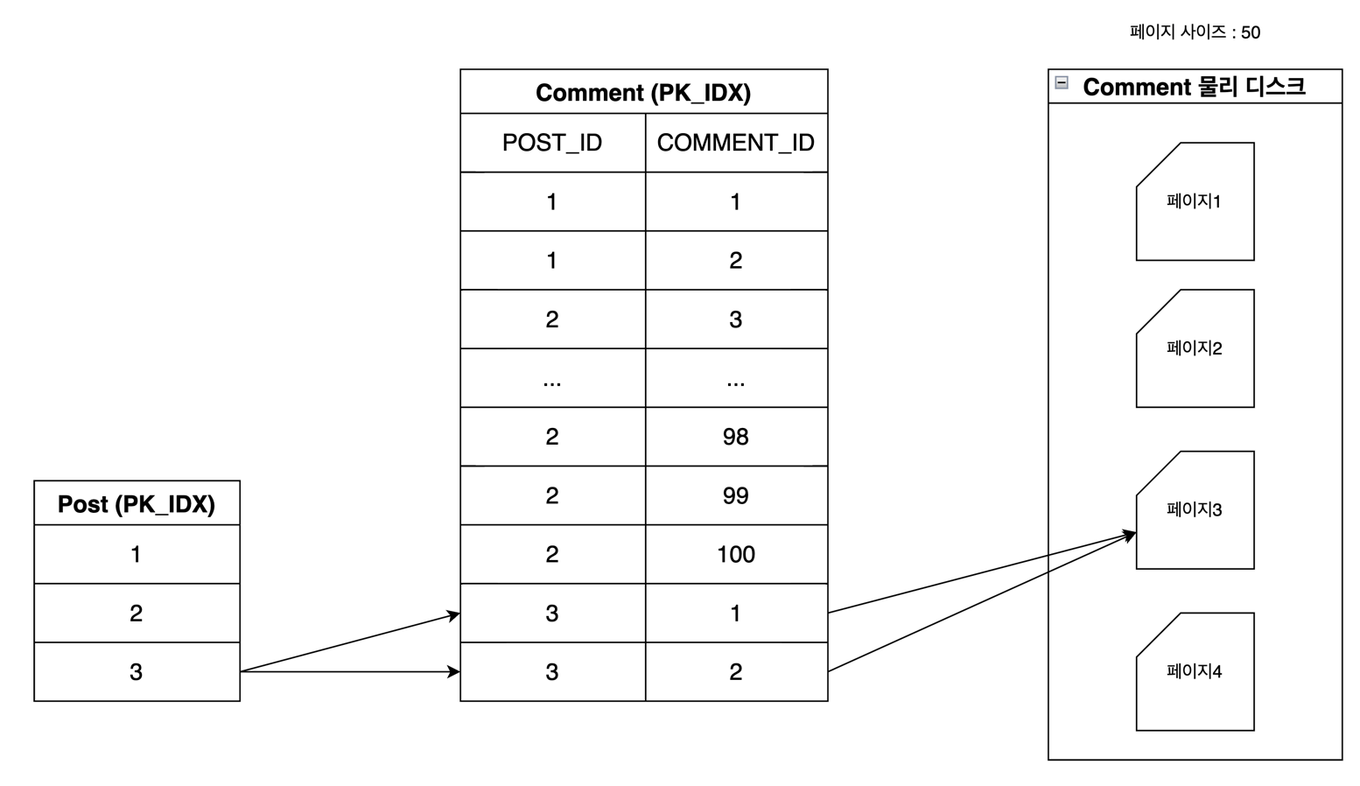 페이지 사이즈 : 50
Comment (PK_IDX)
POST_ID COMMENT_ID
1 1
1 2
2 3
... ...
2 98
2 99
2 100
3 1
3 2
Post (PK_IDX)
1
2
3
Comment 물리 디스크
페이지1
페이지2
페이지3
페이지4